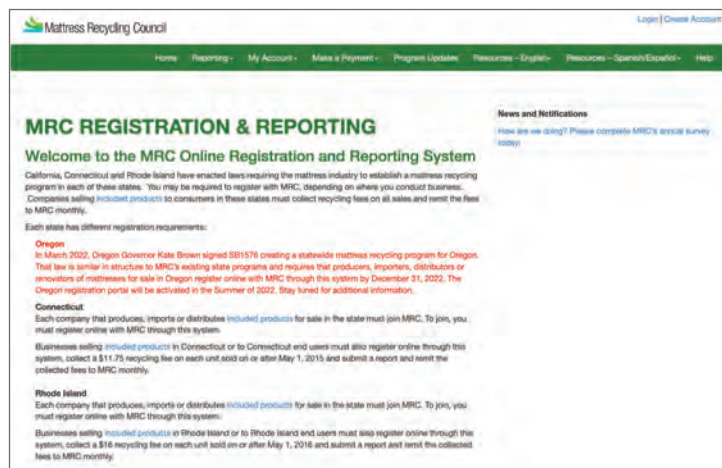 Mattress Recycling Council
Login | Create Account
Home Reporting My Account Make a Payment Program Updates Resources – English Resources – Spanish/Español Help
MRC REGISTRATION & REPORTING
Welcome to the MRC Online Registration and Reporting System
California, Connecticut and Rhode Island have enacted laws requiring the mattress industry to establish a mattress recycling
program in each of these states. You may be required to register with MRC, depending on where you conduct business.
Companies selling included products to consumers in these states must collect recycling fees on all sales and remit the fees
to MRC monthly.
Each state has different registration requirements:
Oregon
In March 2022, Oregon Governor Kate Brown signed SB1576 creating a statewide mattress recycling program for Oregon.
That law is similar in structure to MRC's existing state programs and requires that producers, importers, distributors or
renovators of mattresses for sale in Oregon register online with MRC through this system by December 31, 2022. The
Oregon registration portal will be activated in the Summer of 2022. Stay tuned for additional information.
Connecticut
Each company that produces, imports or distributes included products for sale in the state must join MRC. To join, you
must register online with MRC through this system.
Businesses selling included products in Connecticut or to Connecticut end users must also register online through this
system, collect a $11.75 recycling fee on each unit sold on or after May 1, 2015 and submit a report and remit the
collected fees to MRC monthly.
Rhode Island
Each company that produces, imports or distributes included products for sale in the state must join MRC. To join, you
must register online with MRC through this system.
Businesses selling included products in Rhode Island or to Rhode Island end users must also register online through this
system, collect a $16 recycling fee on each unit sold on or after May 1, 2016 and submit a report and remit the collected
fees to MRC monthly.
News and Notifications
How are we doing? Please complete MRC's annual survey
today!